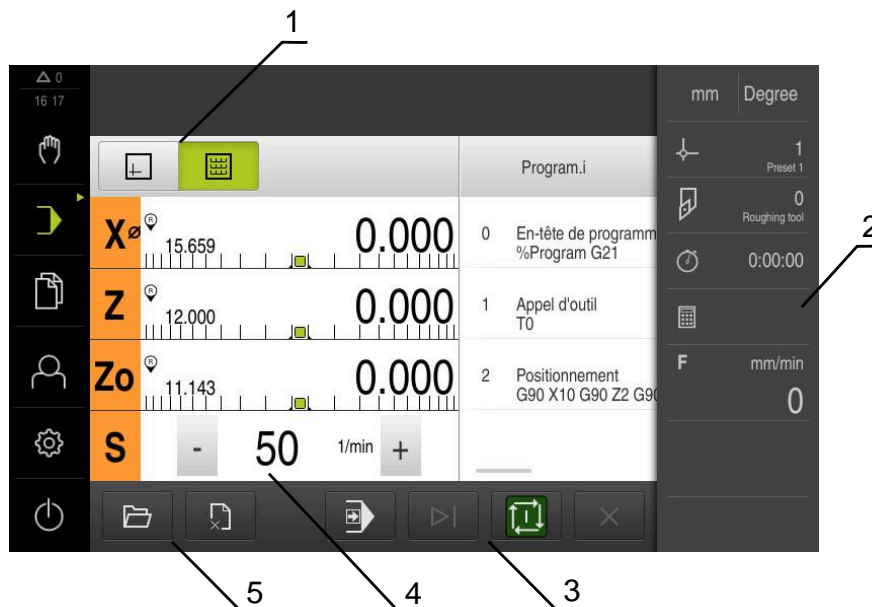 1
0
16 17
mm Degree
1
Preset 1
Program.i
0
Roughing tool
2
X⌀ R 15.659 0.000
0 En-tête de programm
%Program G21
0:00:00
Z R 12.000 0.000
1 Appel d'outil
T0
F mm/min
0
Zo R 11.143 0.000
2 Positionnement
G90 X10 G90 Z2 G90
S - 50 1/min +
5
4
3